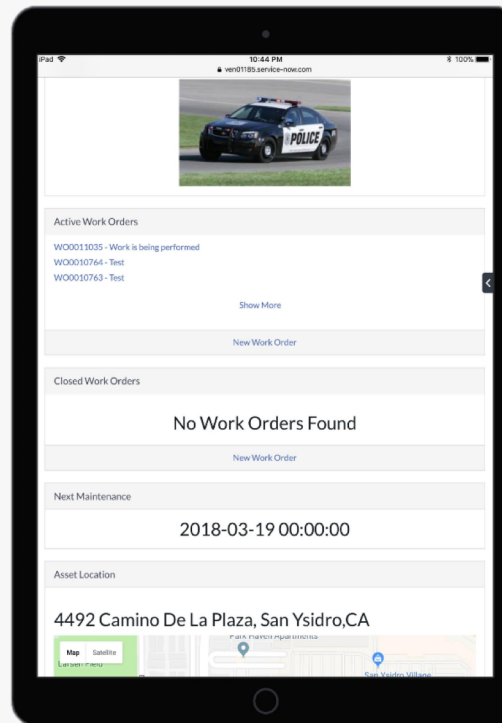 iPad
10:44 PM
100%
ven01185.service-now.com
POLICE
Active Work Orders
WO0011035 - Work is being performed
WO0010764 - Test
WO0010763 - Test
Show More
New Work Order
Closed Work Orders
No Work Orders Found
New Work Order
Next Maintenance
2018-03-19 00:00:00
Asset Location
4492 Camino De La Plaza, San Ysidro,CA
Park Haven Apartments
Map Satellite
Larsen Field
San Ysidro Village